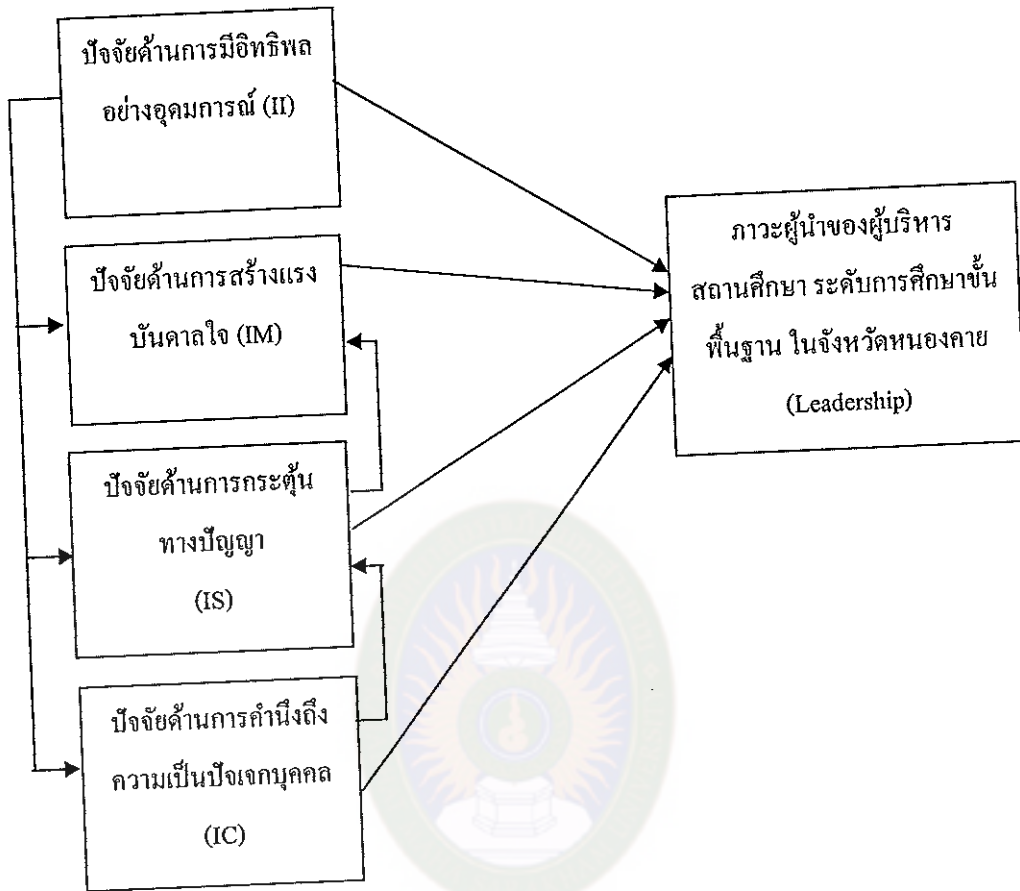 ปัจจัยด้านการมีอิทธิพล
อย่างอุดมการณ์ (II)
ปัจจัยด้านการสร้างแรง
บันดาลใจ (IM)
ปัจจัยด้านการกระตุ้น
ทางปัญญา
(IS)
ปัจจัยด้านการคำนึงถึง
ความเป็นปัจเจกบุคคล
(IC)
ภาวะผู้นำของผู้บริหาร
สถานศึกษา ระดับการศึกษาขั้น
พื้นฐาน ในจังหวัดหนองคาย
(Leadership)